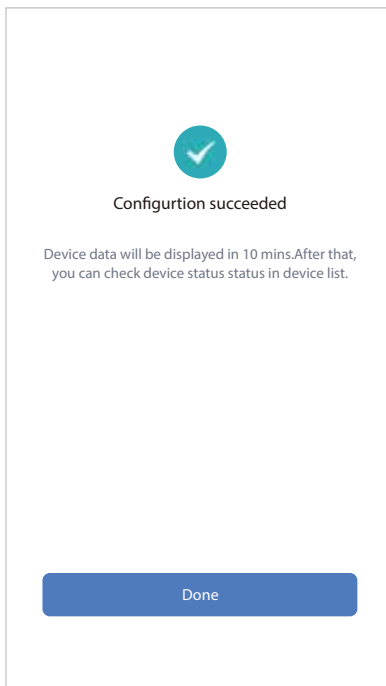 Configurtion succeeded
Device data will be displayed in 10 mins.After that,
you can check device status status in device list.
Done